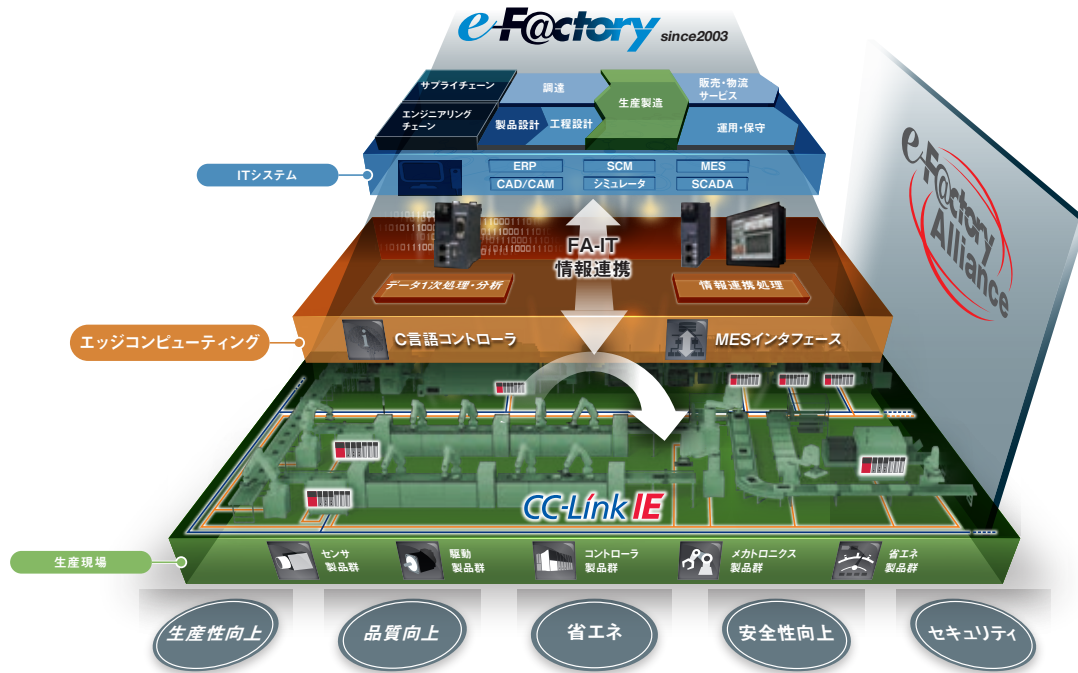 e-F@ctory since2003
サプライチェーン
調達
生産製造
販売・物流
サービス
エンジニアリング
チェーン
製品設計
工程設計
運用・保守
ITシステム
ERP
SCM
MES
CAD/CAM
シミュレータ
SCADA
e-F@ctory
Alliance
FA-IT
情報連携
データ1次処理・分析
情報連携処理
エッジコンピューティング
C言語コントローラ
MESインタフェース
CC-Link IE
生産現場
センサ
製品群
駆動
製品群
コントローラ
製品群
メカトロニクス
製品群
省エネ
製品群
生産性向上
品質向上
省エネ
安全性向上
セキュリティ